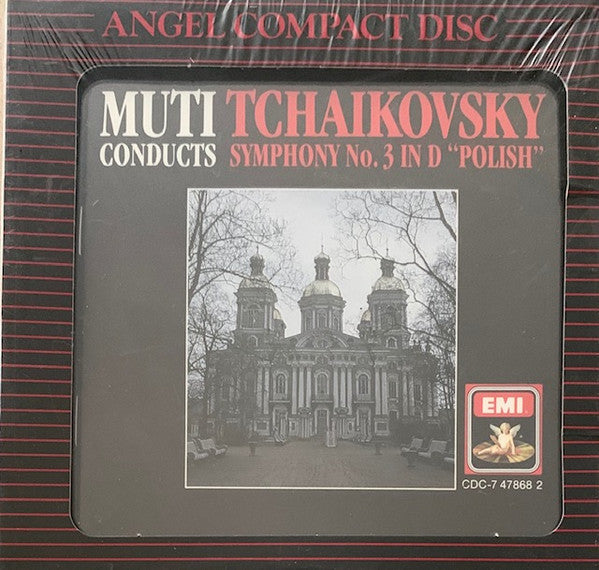 ANGEL COMPACT DISC
MUTI TCHAIKOVSKY
CONDUCTS SYMPHONY No. 3 IN D "POLISH"
EMI
CDC-7 47868 2